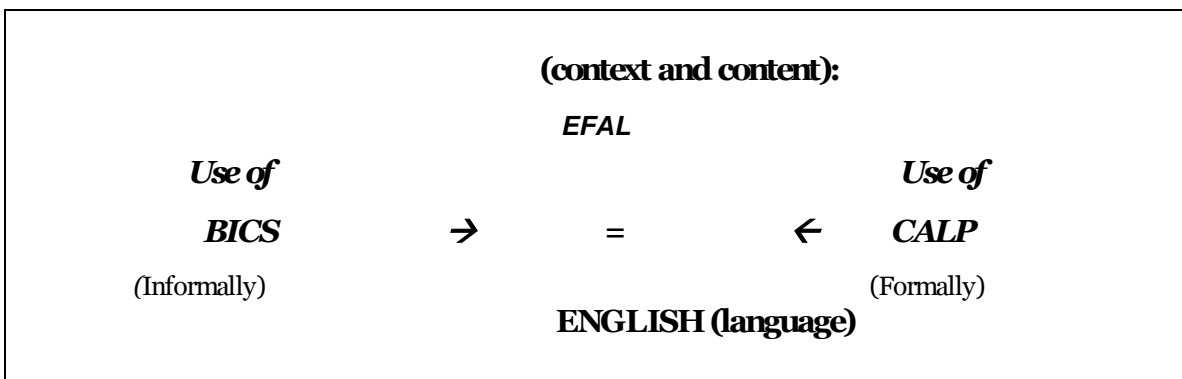 (context and content):
EFAL
Use of Use of
BICS → = ← CALP
(Informally) (Formally)
ENGLISH (language)